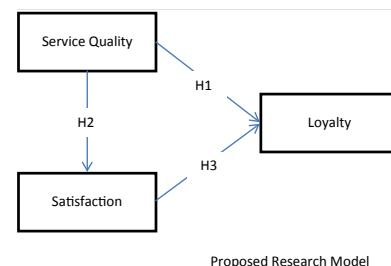 Service Quality
H1
H2
Loyalty
H3
Satisfaction
Proposed Research Model